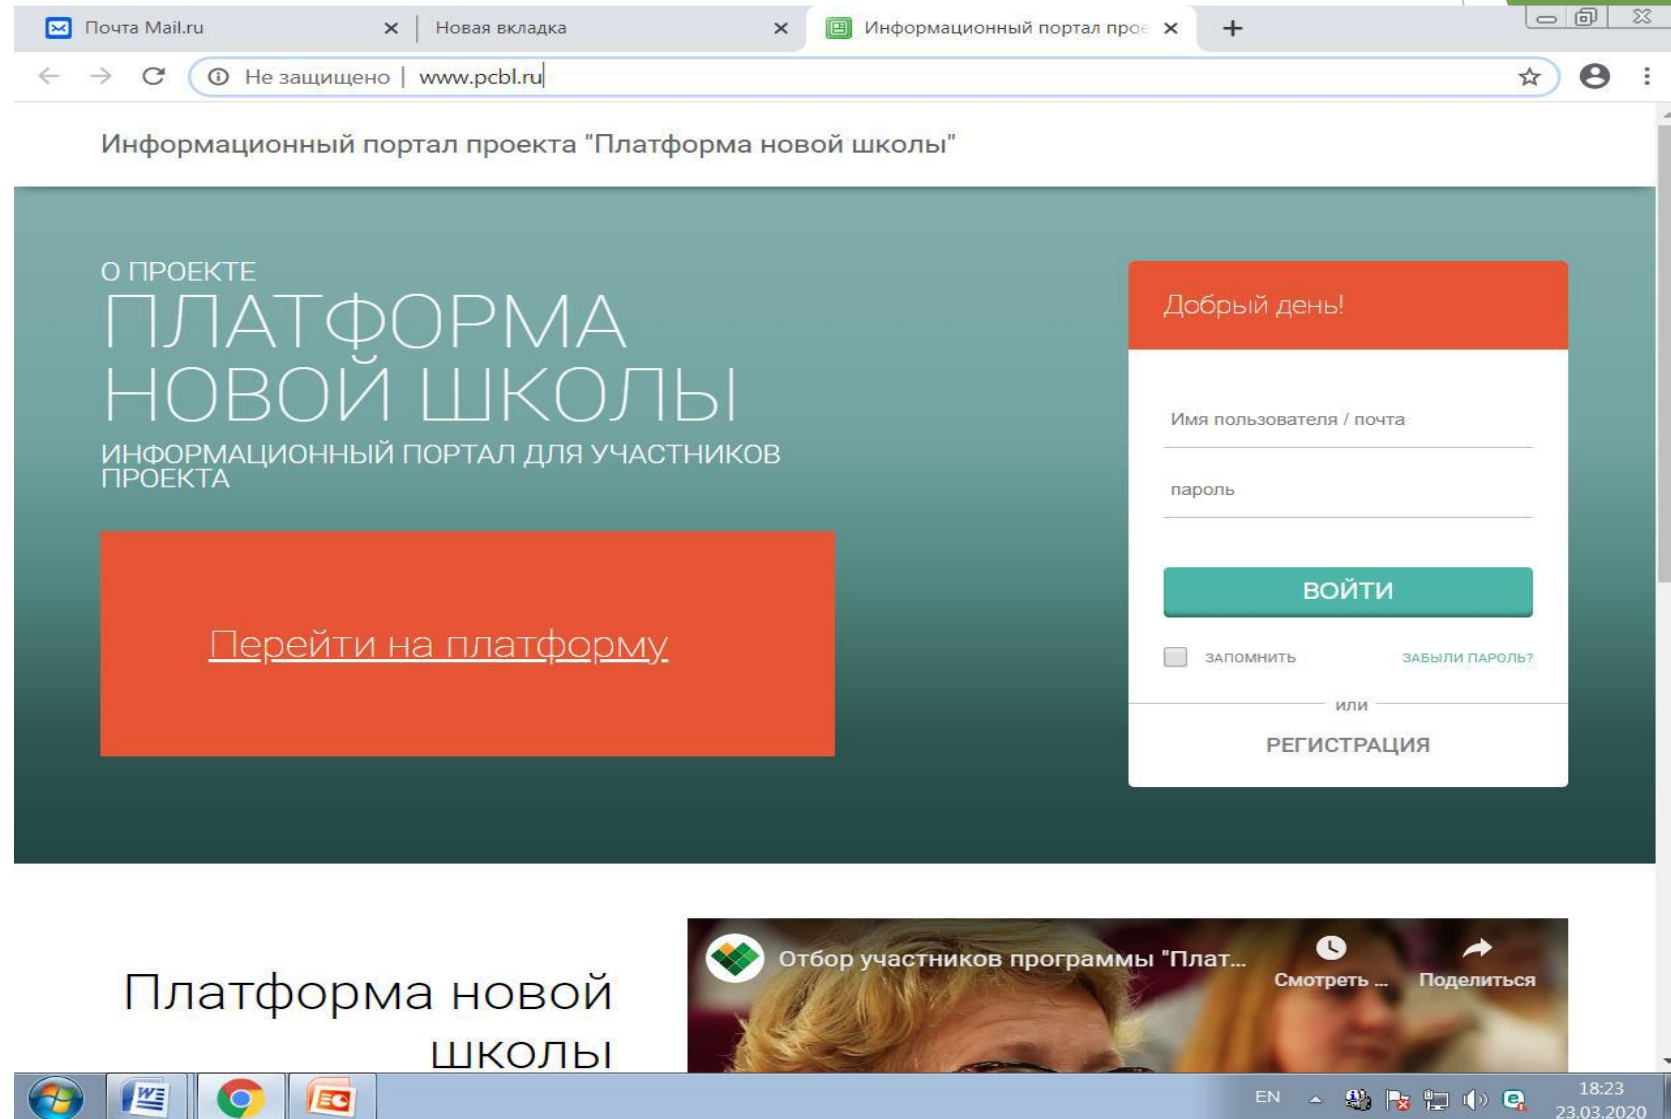 Почта Mail.ru
Новая вкладка
Информационный портал прое
Не защищено | www.pcbl.ru
Информационный портал проекта "Платформа новой школы"
О ПРОЕКТЕ
ПЛАТФОРМА
НОВОЙ ШКОЛЫ
ИНФОРМАЦИОННЫЙ ПОРТАЛ ДЛЯ УЧАСТНИКОВ
ПРОЕКТА
Перейти на платформу
Добрый день!
Имя пользователя / почта
пароль
ВОЙТИ
ЗАПОМНИТЬ
ЗАБЫЛИ ПАРОЛЬ?
или
РЕГИСТРАЦИЯ
Платформа новой
школы
Отбор участников программы "Плат...
Смотреть ...
Поделиться
EN
18:23
23.03.2020